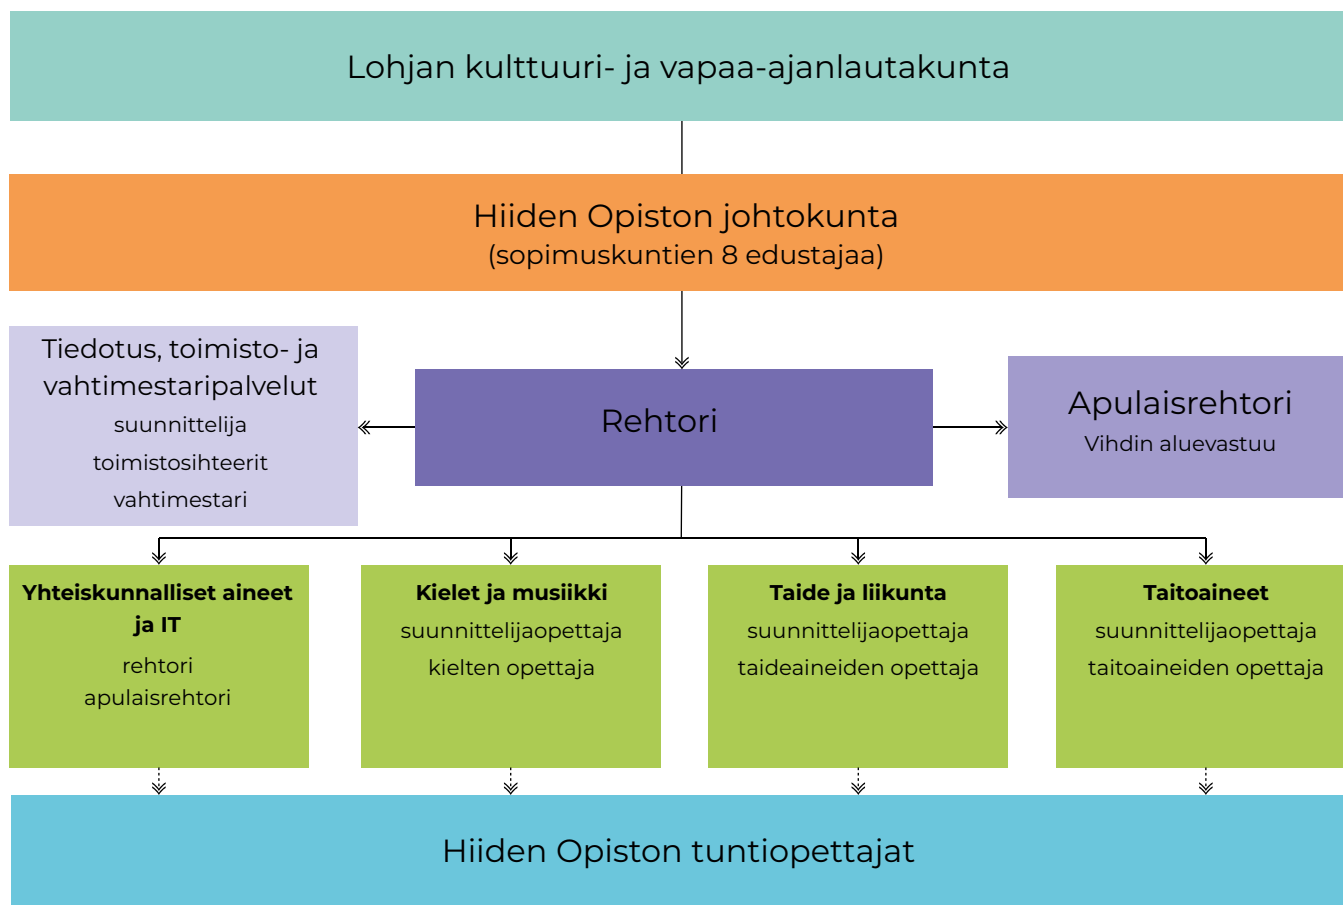 Lohjan kulttuuri- ja vapaa-ajanlautakunta
Hiiden Opiston johtokunta
(sopimuskuntien 8 edustajaa)
Tiedotus, toimisto- ja
vahtimestaripalvelut
suunnittelija
toimistosihteerit
vahtimestari
Rehtori
Apulaisrehtori
Vihdin aluevastuu
Yhteiskunnalliset aineet
ja IT
rehtori
apulaisrehtori
Kielet ja musiikki
suunnittelijaopettaja
kielten opettaja
Taide ja liikunta
suunnittelijaopettaja
taideaineiden opettaja
Taitoaineet
suunnittelijaopettaja
taitoaineiden opettaja
Hiiden Opiston tuntiopettajat